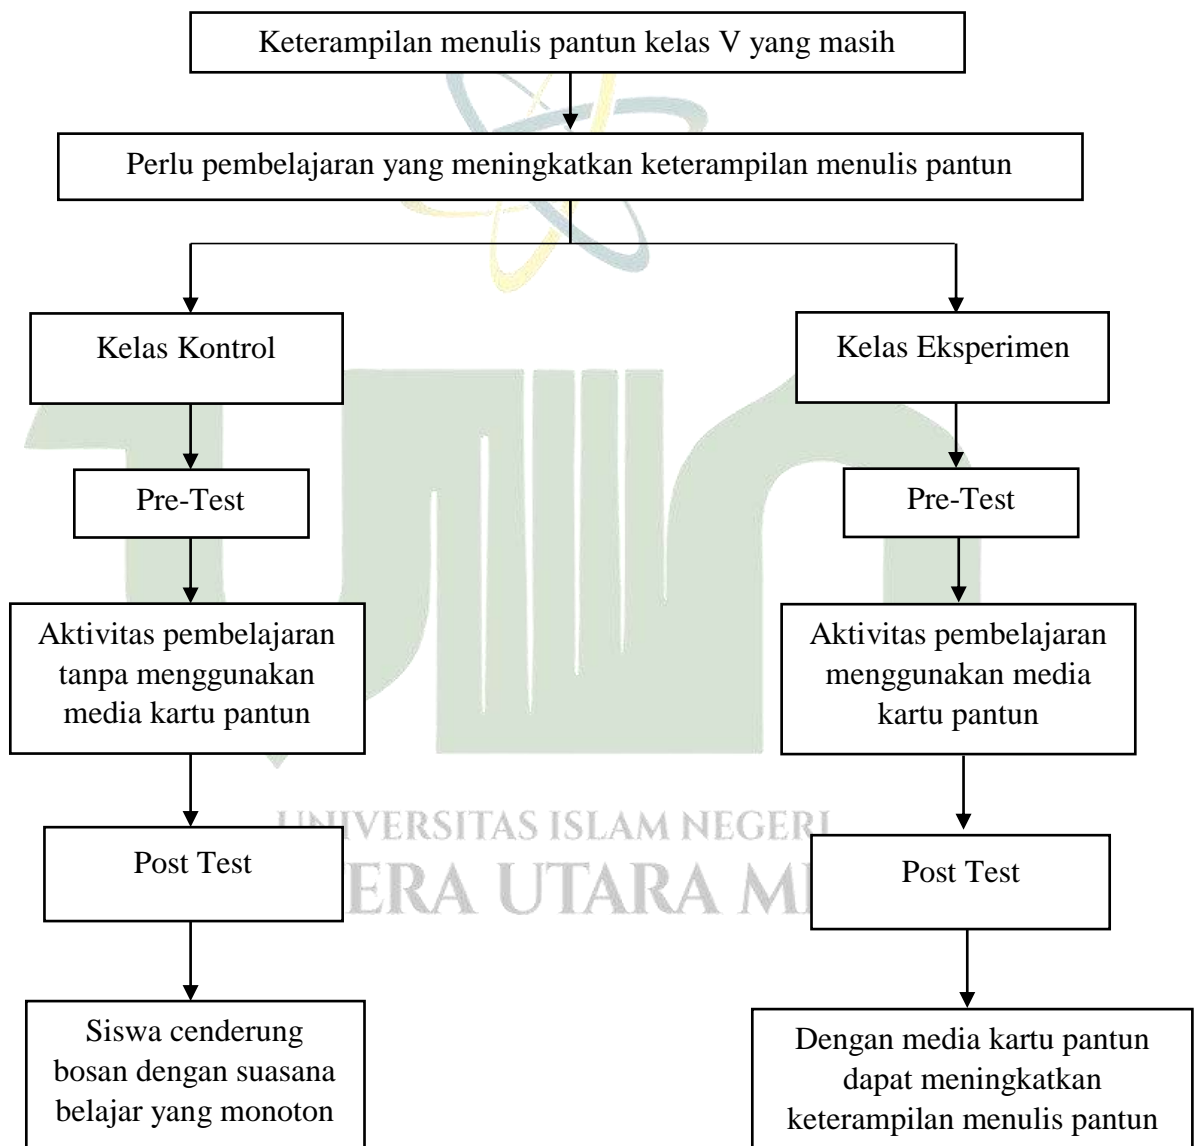 Keterampilan menulis pantun kelas V yang masih
Perlu pembelajaran yang meningkatkan keterampilan menulis pantun
Kelas Kontrol
Kelas Eksperimen
Pre-Test
Pre-Test
Aktivitas pembelajaran
tanpa menggunakan
media kartu pantun
Aktivitas pembelajaran
menggunakan media
kartu pantun
UNIVERSITAS ISLAM NEGERI
Post Test
Post Test
ERA UTARA M
Siswa cenderung
bosan dengan suasana
belajar yang monoton
Dengan media kartu pantun
dapat meningkatkan
keterampilan menulis pantun